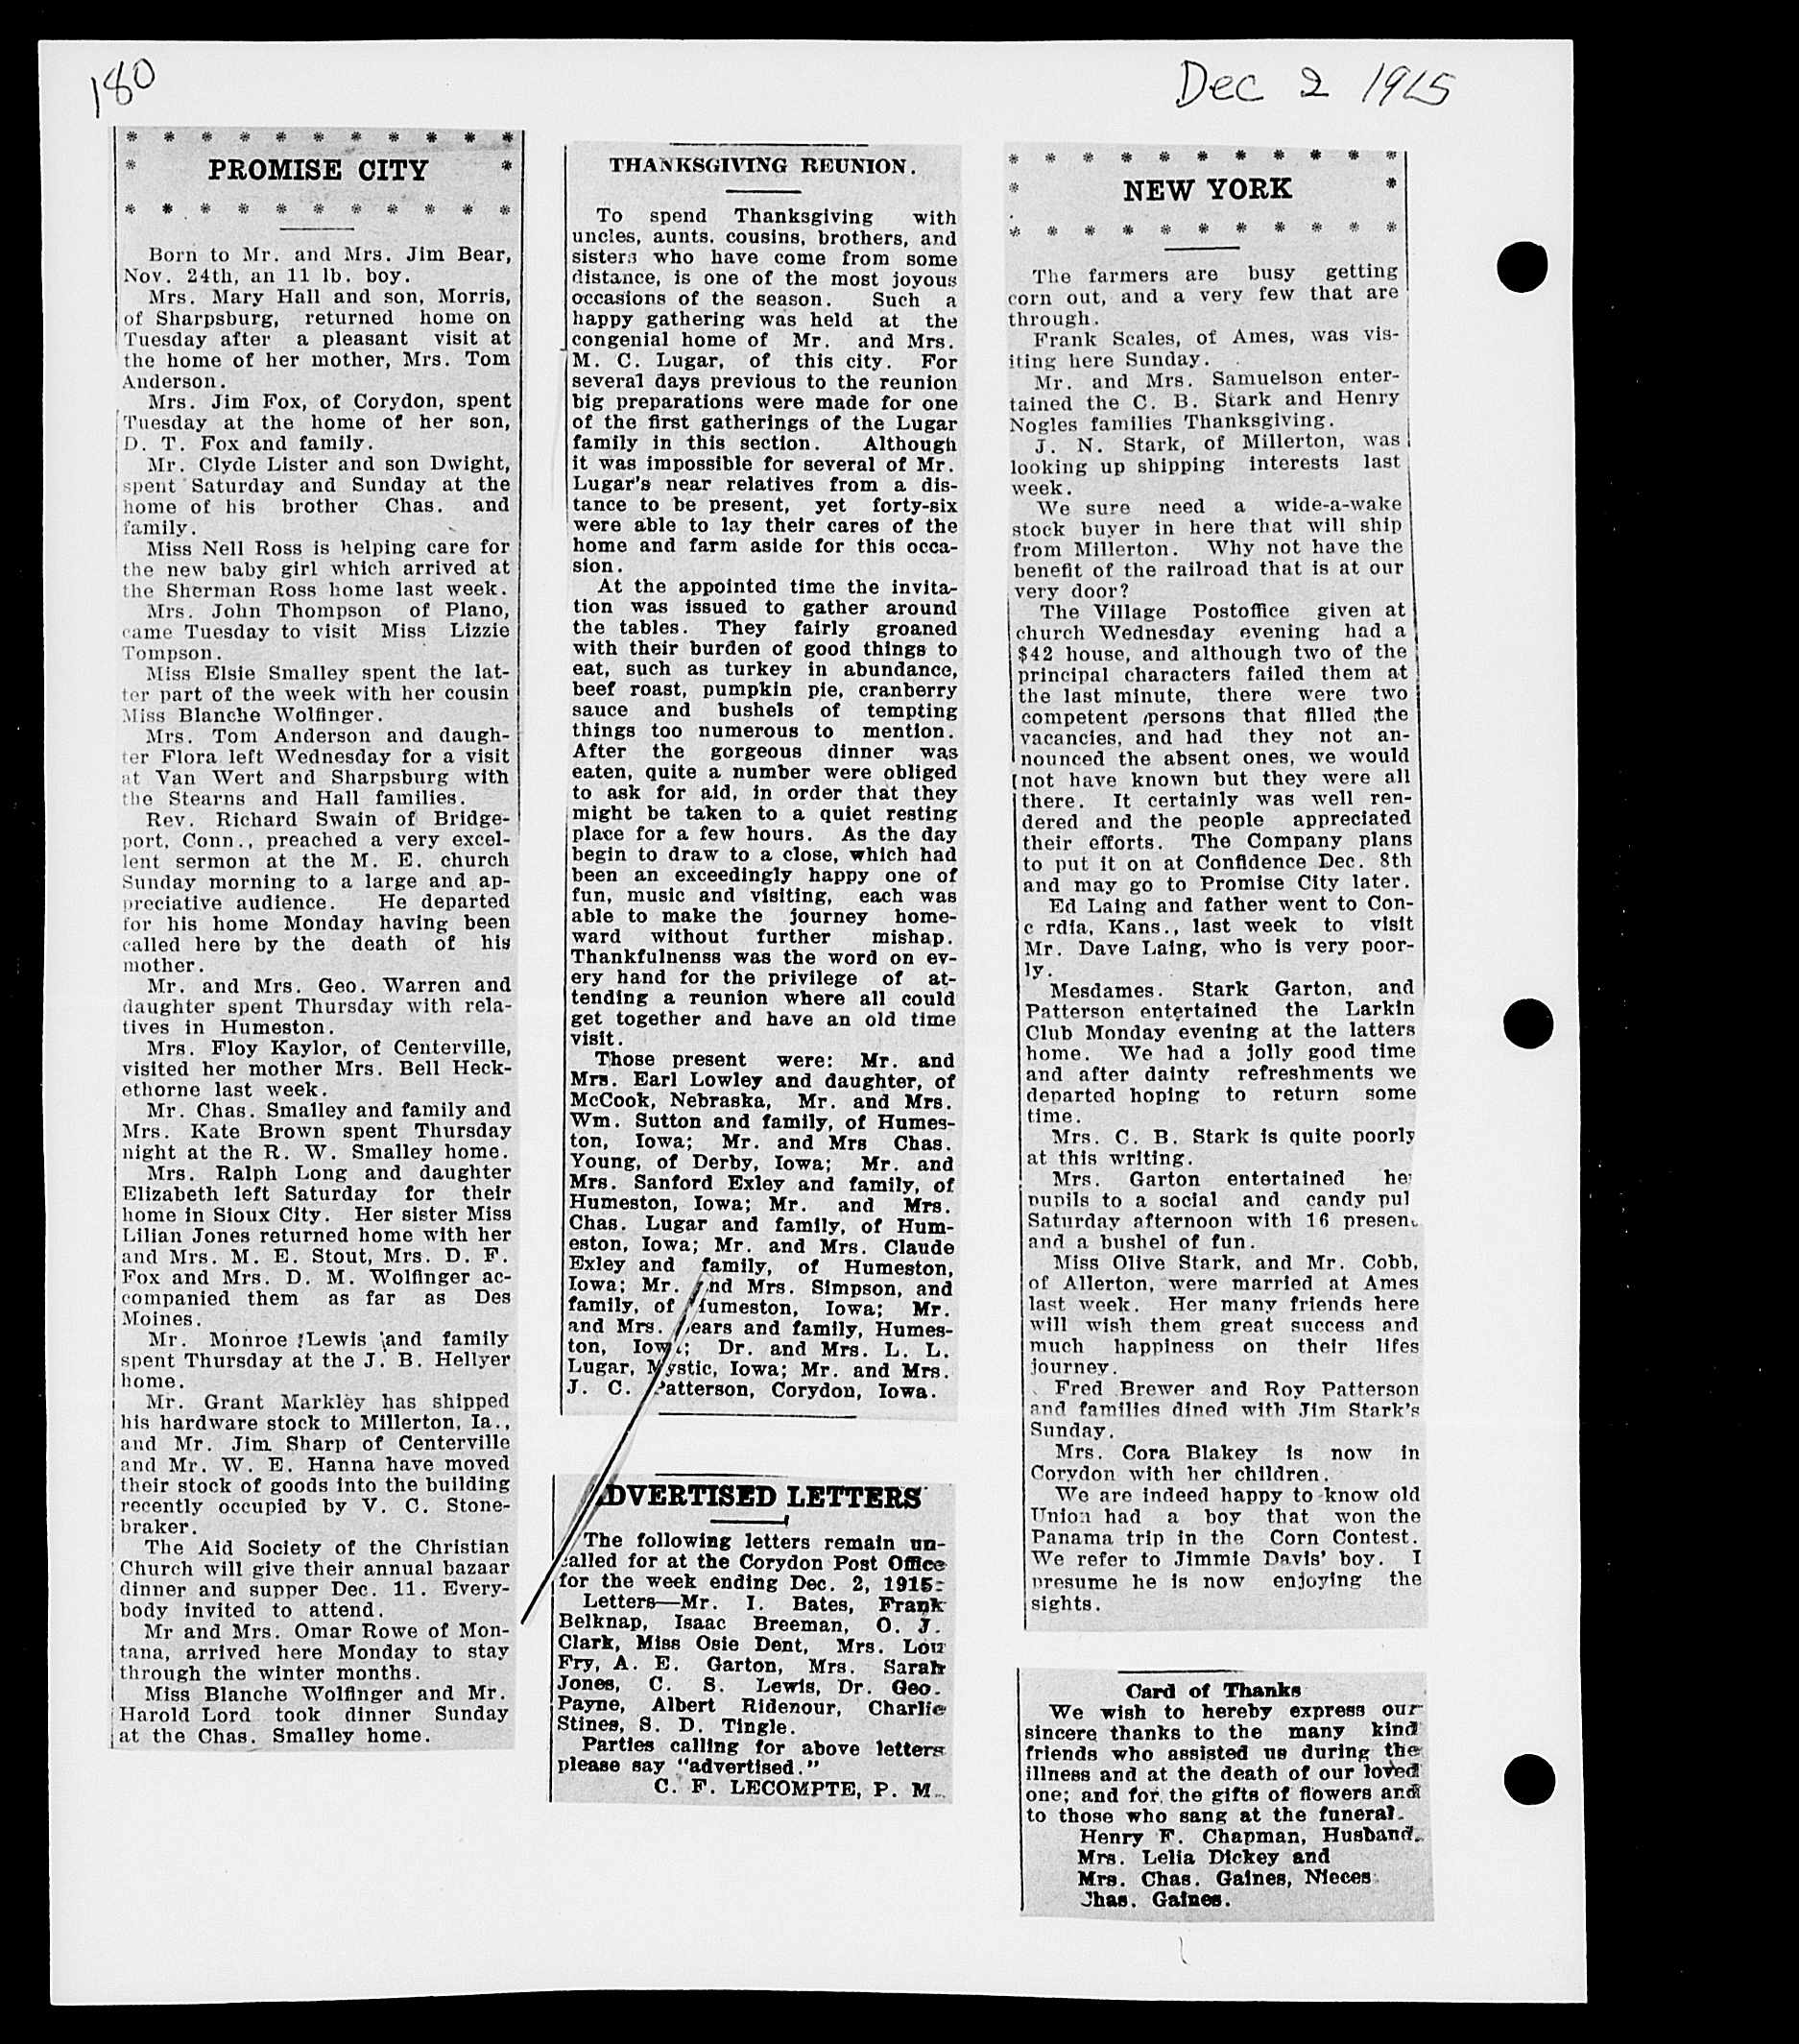 180
Dec 2 1915
* * * * * * * * * * *
* PROMISE CITY *
* * * * * * * * * * *
Born to Mr. and Mrs. Jim Bear,
Nov. 24th, an 11 lb. boy.
Mrs. Mary Hall and son, Morris,
of Sharpsburg, returned home on
Tuesday after a pleasant visit at
the home of her mother, Mrs. Tom
Anderson.
Mrs. Jim Fox, of Corydon, spent
Tuesday at the home of her son,
D. T. Fox and family.
Mr. Clyde Lister and son Dwight,
spent Saturday and Sunday at the
home of his brother Chas. and
family.
Miss Nell Ross is helping care for
the new baby girl which arrived at
the Sherman Ross home last week.
Mrs. John Thompson of Plano,
came Tuesday to visit Miss Lizzie
Tompson.
Miss Elsie Smalley spent the lat-
ter part of the week with her cousin
Miss Blanche Wolfinger.
Mrs. Tom Anderson and daugh-
ter Flora left Wednesday for a visit
at Van Wert and Sharpsburg with
the Stearns and Hall families.
Rev. Richard Swain of Bridge-
port, Conn., preached a very excel-
lent sermon at the M. E. church
Sunday morning to a large and ap-
preciative audience. He departed
for his home Monday having been
called here by the death of his
mother.
Mr. and Mrs. Geo. Warren and
daughter spent Thursday with rela-
tives in Humeston.
Mrs. Floy Kaylor, of Centerville,
visited her mother Mrs. Bell Heck-
ethorne last week.
Mr. Chas. Smalley and family and
Mrs. Kate Brown spent Thursday
night at the R. W. Smalley home.
Mrs. Ralph Long and daughter
Elizabeth left Saturday for their
home in Sioux City. Her sister Miss
Lilian Jones returned home with her
and Mrs. M. E. Stout, Mrs. D. F.
Fox and Mrs. D. M. Wolfinger ac-
companied them as far as Des
Moines.
Mr. Monroe Lewis and family
spent Thursday at the J. B. Hellyer
home.
Mr. Grant Markley has shipped
his hardware stock to Millerton, Ia.,
and Mr. Jim Sharp of Centerville
and Mr. W. E. Hanna have moved
their stock of goods into the building
recently occupied by V. C. Stone-
braker.
The Aid Society of the Christian
Church will give their annual bazaar
dinner and supper Dec. 11. Every-
body invited to attend.
Mr and Mrs. Omar Rowe of Mon-
tana, arrived here Monday to stay
through the winter months.
Miss Blanche Wolfinger and Mr.
Harold Lord took dinner Sunday
at the Chas. Smalley home.
THANKSGIVING REUNION.
To spend Thanksgiving with
uncles, aunts, cousins, brothers, and
sisters who have come from some
distance, is one of the most joyous
occasions of the season. Such a
happy gathering was held at the
congenial home of Mr. and Mrs.
M. C. Lugar, of this city. For
several days previous to the reunion
big preparations were made for one
of the first gatherings of the Lugar
family in this section. Although
it was impossible for several of Mr.
Lugar's near relatives from a dis-
tance to be present, yet forty-six
were able to lay their cares of the
home and farm aside for this occa-
sion.
At the appointed time the invita-
tion was issued to gather around
the tables. They fairly groaned
with their burden of good things to
eat, such as turkey in abundance,
beef roast, pumpkin pie, cranberry
sauce and bushels of tempting
things too numerous to mention.
After the gorgeous dinner was
eaten, quite a number were obliged
to ask for aid, in order that they
might be taken to a quiet resting
place for a few hours. As the day
begin to draw to a close, which had
been an exceedingly happy one of
fun, music and visiting, each was
able to make the journey home-
ward without further mishap.
Thankfulnenss was the word on ev-
ery hand for the privilege of at-
tending a reunion where all could
get together and have an old time
visit.
Those present were: Mr. and
Mrs. Earl Lowley and daughter, of
McCook, Nebraska, Mr. and Mrs.
Wm. Sutton and family, of Humes-
ton, Iowa; Mr. and Mrs Chas.
Young, of Derby, Iowa; Mr. and
Mrs. Sanford Exley and family, of
Humeston, Iowa; Mr. and Mrs.
Chas. Lugar and family, of Hum-
eston, Iowa; Mr. and Mrs. Claude
Exley and family, of Humeston,
Iowa; Mr. and Mrs. Simpson, and
family, of Humeston, Iowa; Mr.
and Mrs. ears and family, Humes-
ton, Iowa; Dr. and Mrs. L. L.
Lugar, Mystic, Iowa; Mr. and Mrs.
J. C. Patterson, Corydon, Iowa.
ADVERTISED LETTERS
The following letters remain un-
called for at the Corydon Post Office
for the week ending Dec. 2, 1915:
Letters—Mr. I. Bates, Frank
Belknap, Isaac Breeman, O. J.
Clark, Miss Osie Dent, Mrs. Lou
Fry, A. E. Garton, Mrs. Sarah
Jones, C. S. Lewis, Dr. Geo.
Payne, Albert Ridenour, Charlie
Stines, S. D. Tingle.
Parties calling for above letters
please say "advertised."
C. F. LECOMPTE, P. M.
* * * * * * * * * * *
* NEW YORK *
* * * * * * * * * * *
The farmers are busy getting
corn out, and a very few that are
through.
Frank Scales, of Ames, was vis-
iting here Sunday.
Mr. and Mrs. Samuelson enter-
tained the C. B. Stark and Henry
Nogles families Thanksgiving.
J. N. Stark, of Millerton, was
looking up shipping interests last
week.
We sure need a wide-a-wake
stock buyer in here that will ship
from Millerton. Why not have the
benefit of the railroad that is at our
very door?
The Village Postoffice given at
church Wednesday evening had a
$42 house, and although two of the
principal characters failed them at
the last minute, there were two
competent persons that filled the
vacancies, and had they not an-
nounced the absent ones, we would
not have known but they were all
there. It certainly was well ren-
dered and the people appreciated
their efforts. The Company plans
to put it on at Confidence Dec. 8th
and may go to Promise City later.
Ed Laing and father went to Con-
c rdia, Kans., last week to visit
Mr. Dave Laing, who is very poor-
ly.
Mesdames. Stark Garton, and
Patterson entertained the Larkin
Club Monday evening at the latters
home. We had a jolly good time
and after dainty refreshments we
departed hoping to return some
time.
Mrs. C. B. Stark is quite poorly
at this writing.
Mrs. Garton entertained her
pupils to a social and candy pul
Saturday afternoon with 16 present
and a bushel of fun.
Miss Olive Stark, and Mr. Cobb,
of Allerton, were married at Ames
last week. Her many friends here
will wish them great success and
much happiness on their lifes
journey.
Fred Brewer and Roy Patterson
and families dined with Jim Stark's
Sunday.
Mrs. Cora Blakey is now in
Corydon with her children.
We are indeed happy to know old
Union had a boy that won the
Panama trip in the Corn Contest.
We refer to Jimmie Davis' boy. I
presume he is now enjoying the
sights.
Card of Thanks
We wish to hereby express our
sincere thanks to the many kind
friends who assisted us during the
illness and at the death of our loved
one; and for the gifts of flowers and
to those who sang at the funeral.
Henry F. Chapman, Husband.
Mrs. Lelia Dickey and
Mrs. Chas. Gaines, Nieces
Chas. Gaines.